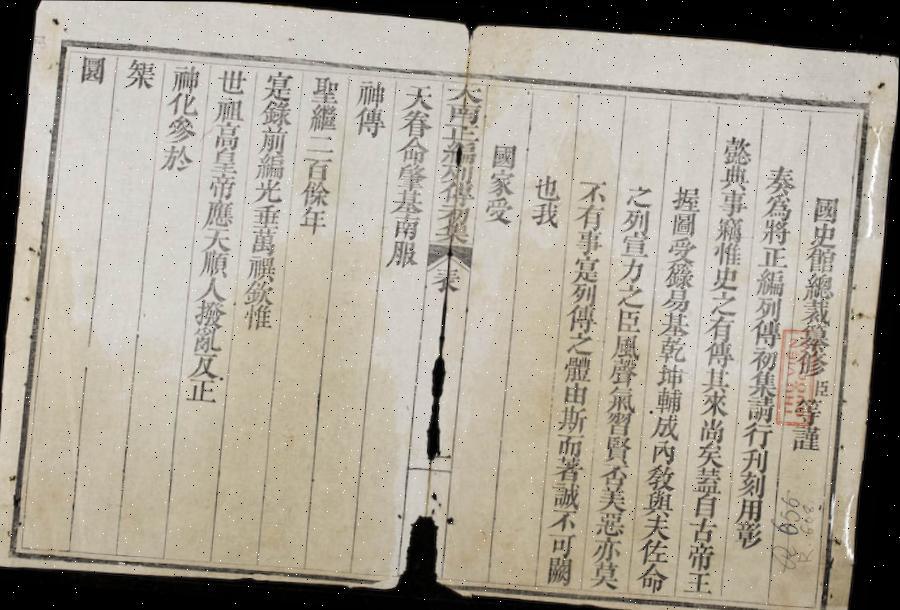 國史館總裁纂修臣等謹
奏為將正編列傳初集請行刊刻用彰
懿典事竊惟史之有傳其來尚矣蓋自古帝王
握圖受籙易基乾坤輔成內敎與夫佐命
之列宣力之臣風聲氣習賢否美惡亦莫
不有事寔列傳之體由斯而著誠不可闕
也我
國家受
大南正編列傳初集 表
天眷命肇基南服
神傳
聖繼二百餘年
寔錄前編光垂萬禩欽惟
世祖高皇帝應天順人撥亂反正
神化參於
榘